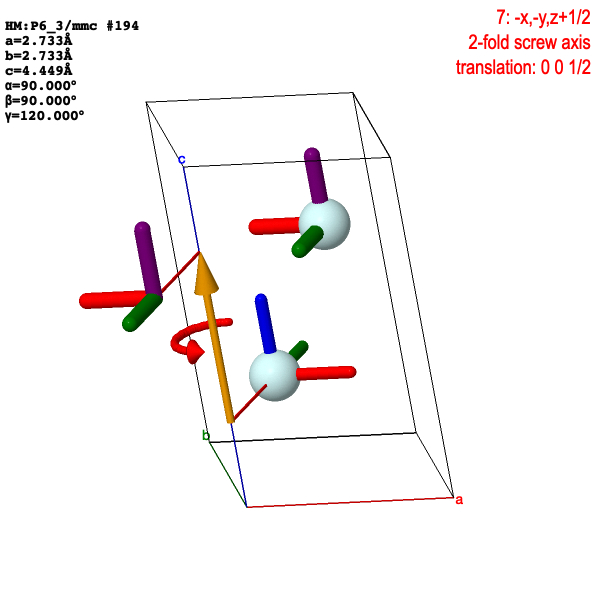 HM:P6_3/mmc #194
a=2.733Å
b=2.733Å
c=4.449Å
α=90.000°
β=90.000°
γ=120.000°
7: -x,-y,z+1/2
2-fold screw axis
translation: 0 0 1/2
c
b
a